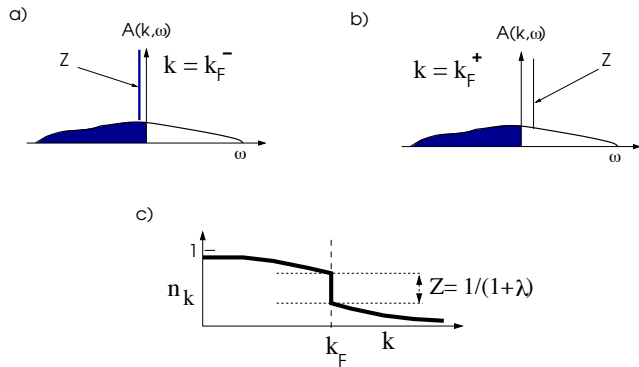 a)
A(k,ω)
Z
k = k_F^-
ω
b)
A(k,ω)
Z
k = k_F^+
ω
c)
1
n_k
Z= 1/(1+λ)
k_F
k